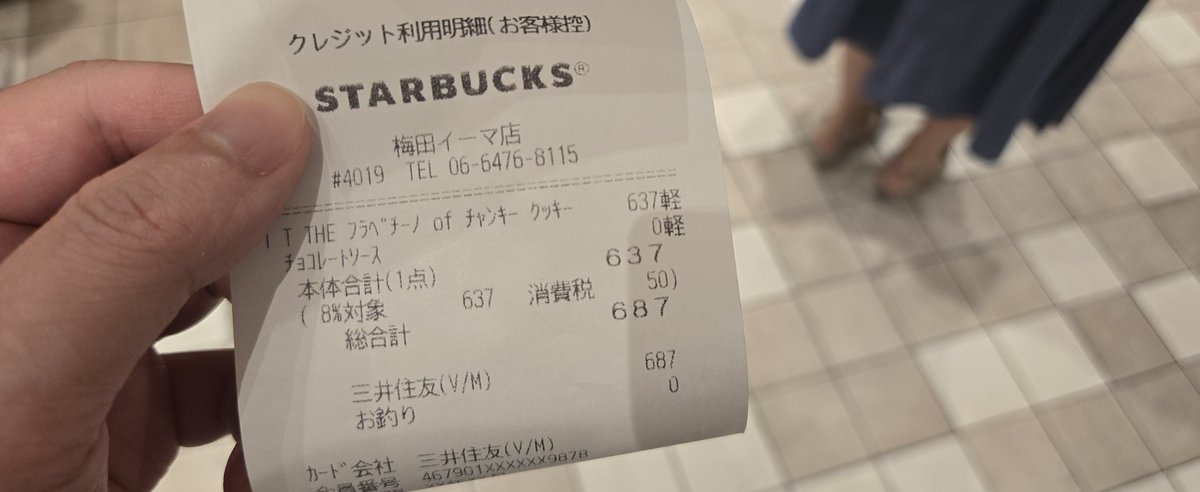 クレジット利用明細(お客様控)
STARBUCKS®
梅田イーマ店
#4019 TEL 06-6476-8115
T THE フラペチーノ of チャンキー クッキー 637軽
チョコレートソース 0軽
本体合計(1点) 637
( 8%対象 637 消費税 50)
総合計 687
三井住友(V/M) 687
お釣り 0
カード会社 三井住友(V/M)
会員番号 467901XXXXXX9878